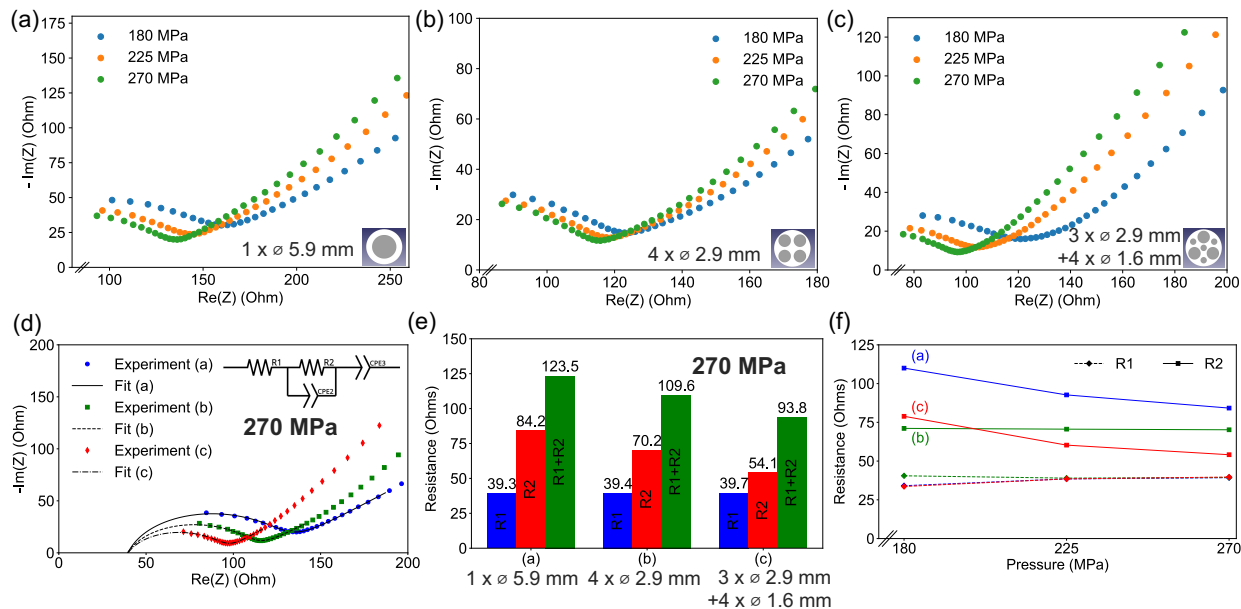 (a)
175
150
125
100
75
50
25
0
-Im(Z) (Ohm)
180 MPa
225 MPa
270 MPa
1 x ⌀ 5.9 mm
100
150
200
250
Re(Z) (Ohm)
(b)
100
80
60
40
20
0
-Im(Z) (Ohm)
180 MPa
225 MPa
270 MPa
4 x ⌀ 2.9 mm
80
100
120
140
160
180
Re(Z) (Ohm)
(c)
120
100
80
60
40
20
0
-Im(Z) (Ohm)
180 MPa
225 MPa
270 MPa
3 x ⌀ 2.9 mm
+4 x ⌀ 1.6 mm
75
100
120
140
160
180
200
Re(Z) (Ohm)
(d)
200
100
0
-Im(Z) (Ohm)
Experiment (a)
Fit (a)
Experiment (b)
Fit (b)
Experiment (c)
Fit (c)
R1
R2
CPE3
CPE2
270 MPa
0
50
100
150
200
Re(Z) (Ohm)
(e)
150
125
100
75
50
25
0
Resistance (Ohms)
270 MPa
39.3
84.2
123.5
39.4
70.2
109.6
39.7
54.1
93.8
R1
R2
R1+R2
R1
R2
R1+R2
R1
R2
R1+R2
(a)
(b)
(c)
1 x ⌀ 5.9 mm
4 x ⌀ 2.9 mm
3 x ⌀ 2.9 mm
+4 x ⌀ 1.6 mm
(f)
125
100
75
50
25
0
Resistance (Ohms)
(a)
(c)
(b)
R1
R2
180
225
270
Pressure (MPa)